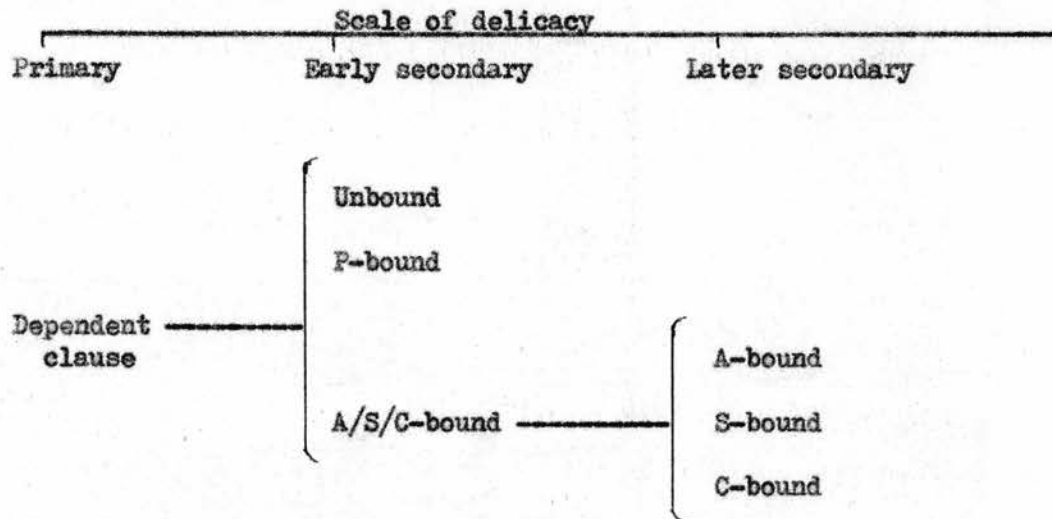 Scale of delicacy
Primary Early secondary Later secondary
Unbound
P-bound
Dependent
clause
A-bound
A/S/C-bound S-bound
C-bound